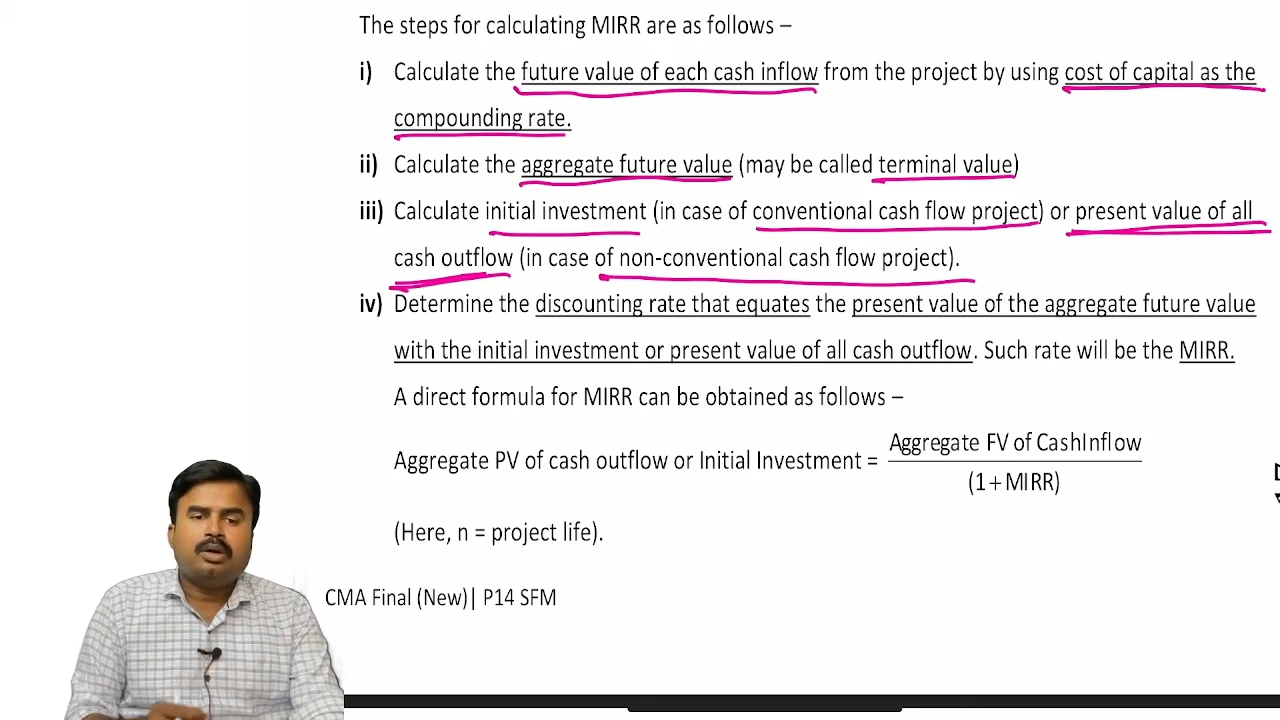 The steps for calculating MIRR are as follows –
i) Calculate the future value of each cash inflow from the project by using cost of capital as the
compounding rate.
ii) Calculate the aggregate future value (may be called terminal value)
iii) Calculate initial investment (in case of conventional cash flow project) or present value of all
cash outflow (in case of non-conventional cash flow project).
iv) Determine the discounting rate that equates the present value of the aggregate future value
with the initial investment or present value of all cash outflow. Such rate will be the MIRR.
A direct formula for MIRR can be obtained as follows –
Aggregate FV of CashInflow
Aggregate PV of cash outflow or Initial Investment =
(1+MIRR)
(Here, n = project life).
CMA Final (New)| P14 SFM